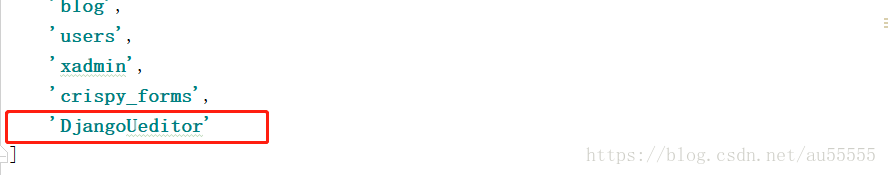 'blog',
'users',
'xadmin',
'crispy_forms',
'DjangoUeditor'
]
https://blog.csdn.net/au55555